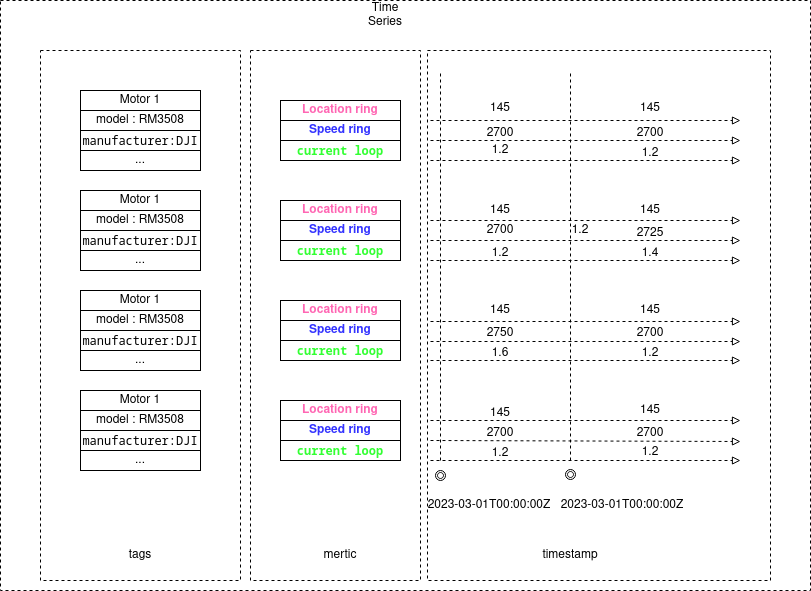 Time
Series
Motor 1
model : RM3508
manufacturer:DJI
...
Location ring
Speed ring
current loop
145
145
2700
2700
1.2
1.2
Motor 1
model : RM3508
manufacturer:DJI
...
Location ring
Speed ring
current loop
145
145
2700
1.2
2725
1.2
1.4
Motor 1
model : RM3508
manufacturer:DJI
...
Location ring
Speed ring
current loop
145
145
2750
2700
1.6
1.2
Motor 1
model : RM3508
manufacturer:DJI
...
Location ring
Speed ring
current loop
145
145
2700
2700
1.2
1.2
2023-03-01T00:00:00Z
2023-03-01T00:00:00Z
tags
mertic
timestamp